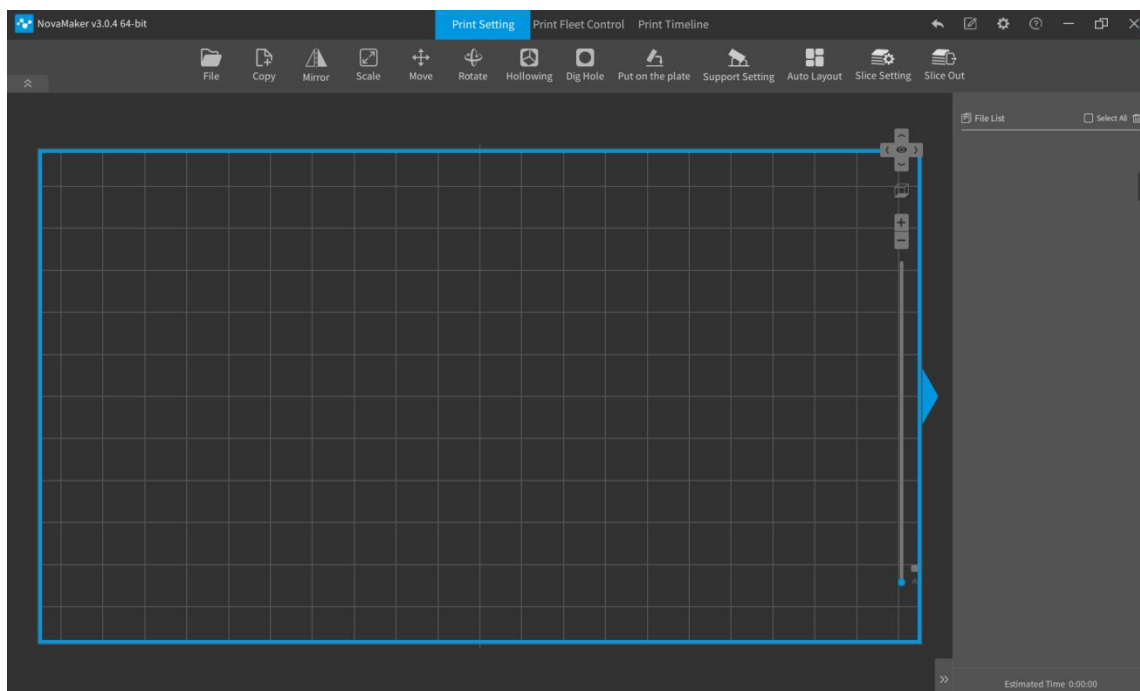 NovaMaker v3.0.4 64-bit
Print Setting Print Fleet Control Print Timeline
File Copy Mirror Scale Move Rotate Hollowing Dig Hole Put on the plate Support Setting Auto Layout Slice Setting Slice Out
File List Select All
Estimated Time 0:00:00